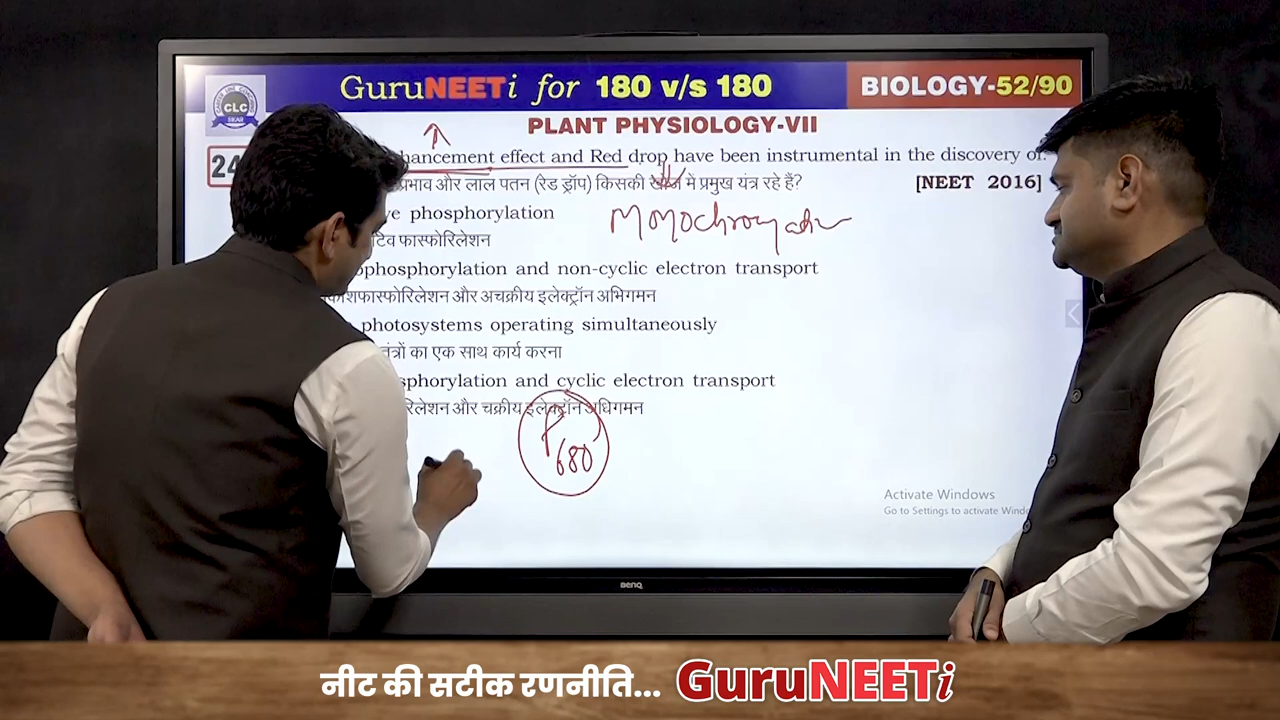 GuruNEETi for 180 v/s 180
BIOLOGY-52/90
CLC
PLANT PHYSIOLOGY-VII
24
hancement effect and Red drop have been instrumental in the discovery of:
प्रभाव और लाल पतन (रेड ड्रॉप) किसकी खोज में प्रमुख यंत्र रहे हैं?
[NEET 2016]
ve phosphorylation
टिव फास्फोरिलेशन
ophosphorylation and non-cyclic electron transport
काशफास्फोरिलेशन और अचक्रीय इलेक्ट्रॉन अभिगमन
photosystems operating simultaneously
तंत्रों का एक साथ कार्य करना
sphorylation and cyclic electron transport
रिलेशन और चक्रीय इलेक्ट्रॉन अधिगमन
P680
Activate Windows
Go to Settings to activate Windo
BenQ
नीट की सटीक रणनीति... GuruNEETi